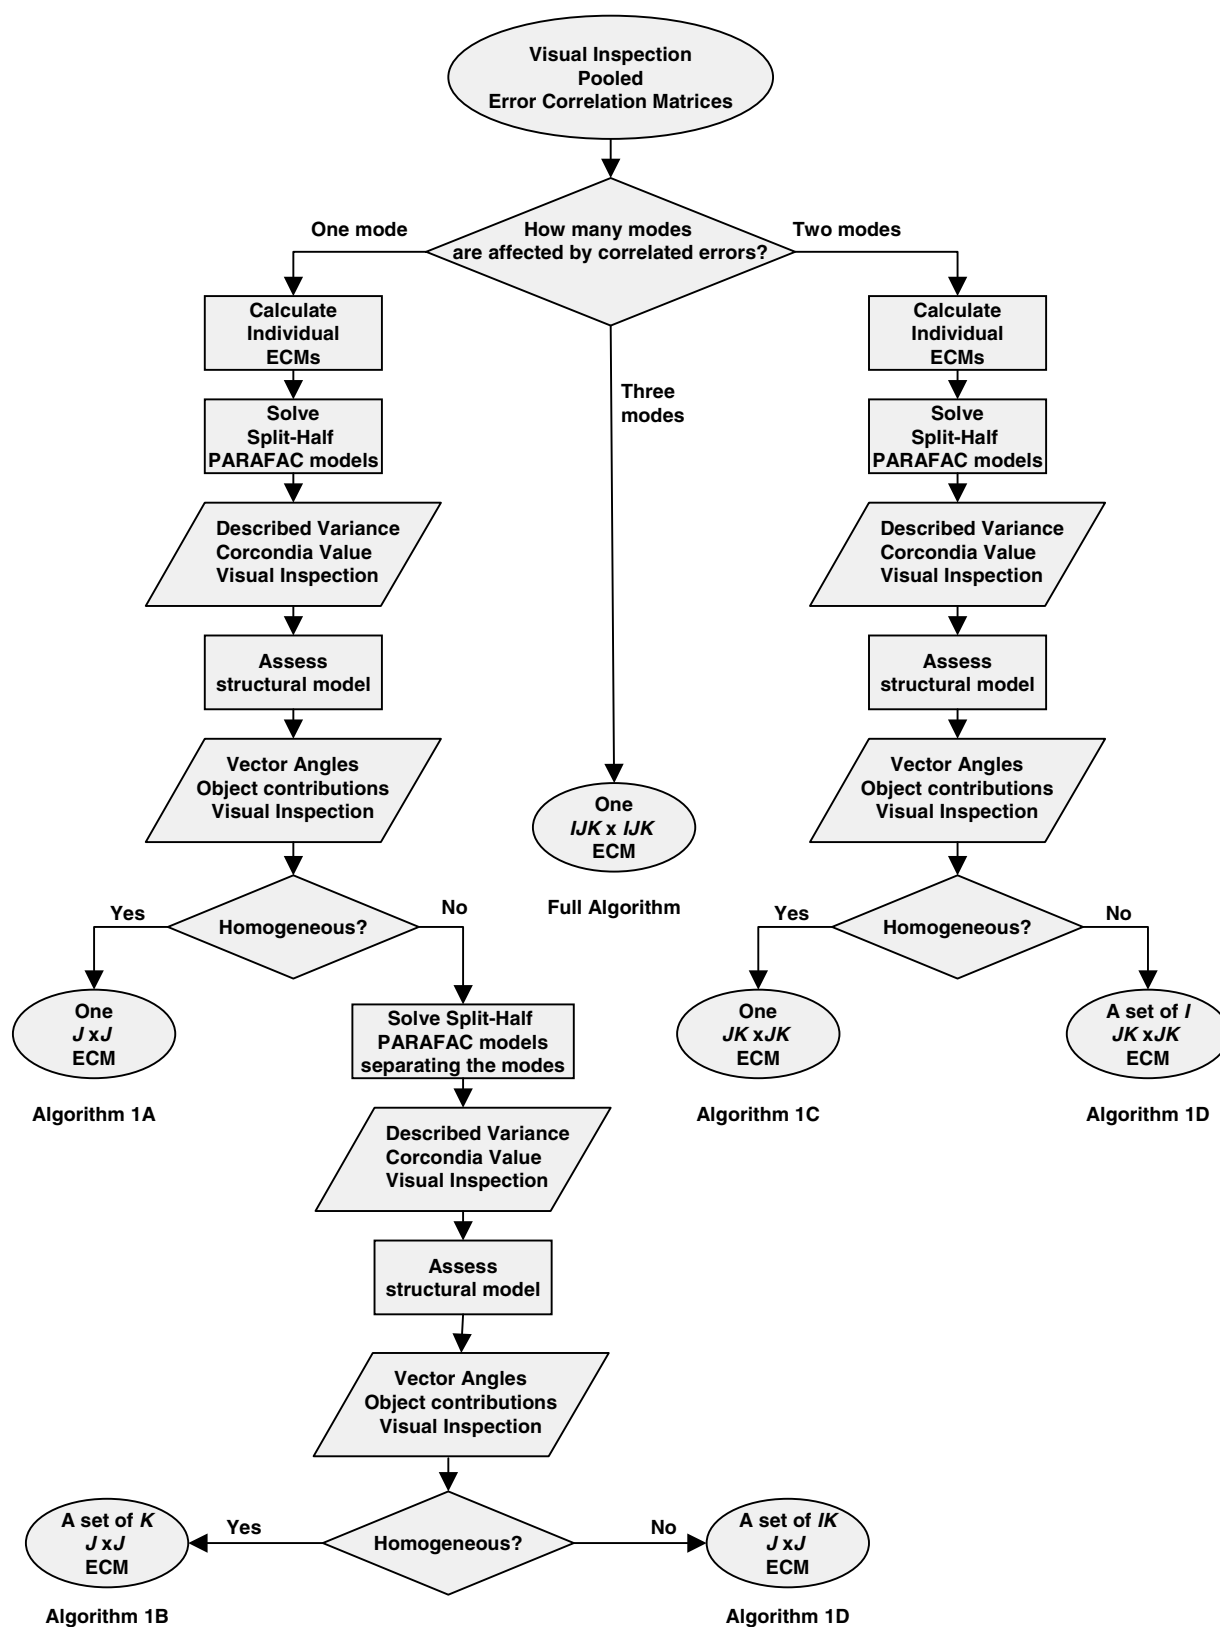 Visual Inspection
Pooled
Error Correlation Matrices
How many modes
are affected by correlated errors?
One mode
Two modes
Three
modes
Calculate
Individual
ECMs
Solve
Split-Half
PARAFAC models
Described Variance
Corcondia Value
Visual Inspection
Assess
structural model
Vector Angles
Object contributions
Visual Inspection
Homogeneous?
Yes
No
One
J xJ
ECM
Algorithm 1A
One
IJK x IJK
ECM
Full Algorithm
Calculate
Individual
ECMs
Solve
Split-Half
PARAFAC models
Described Variance
Corcondia Value
Visual Inspection
Assess
structural model
Vector Angles
Object contributions
Visual Inspection
Homogeneous?
Yes
No
One
JK xJK
ECM
Algorithm 1C
A set of I
JK xJK
ECM
Algorithm 1D
Solve Split-Half
PARAFAC models
separating the modes
Described Variance
Corcondia Value
Visual Inspection
Assess
structural model
Vector Angles
Object contributions
Visual Inspection
Homogeneous?
Yes
No
A set of K
J xJ
ECM
Algorithm 1B
A set of IK
J xJ
ECM
Algorithm 1D